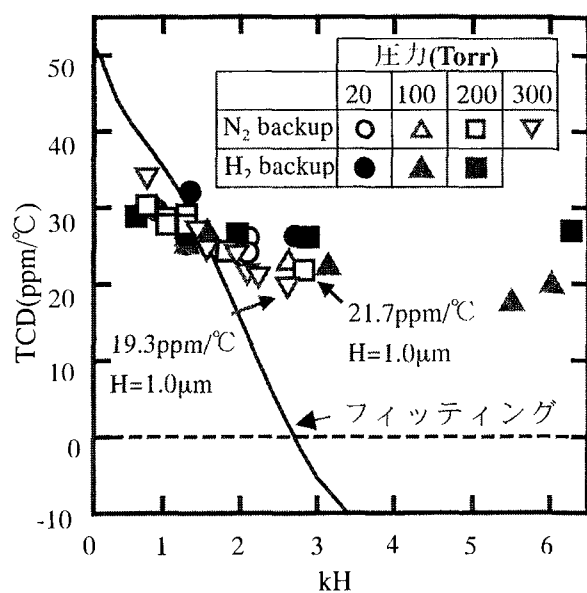 圧力(Torr)
20 100 200 300
N₂ backup
H₂ backup
50
40
30
20
10
0
-10
TCD(ppm/℃)
19.3ppm/℃
H=1.0μm
21.7ppm/℃
H=1.0μm
フィッティング
0 1 2 3 4 5 6
kH